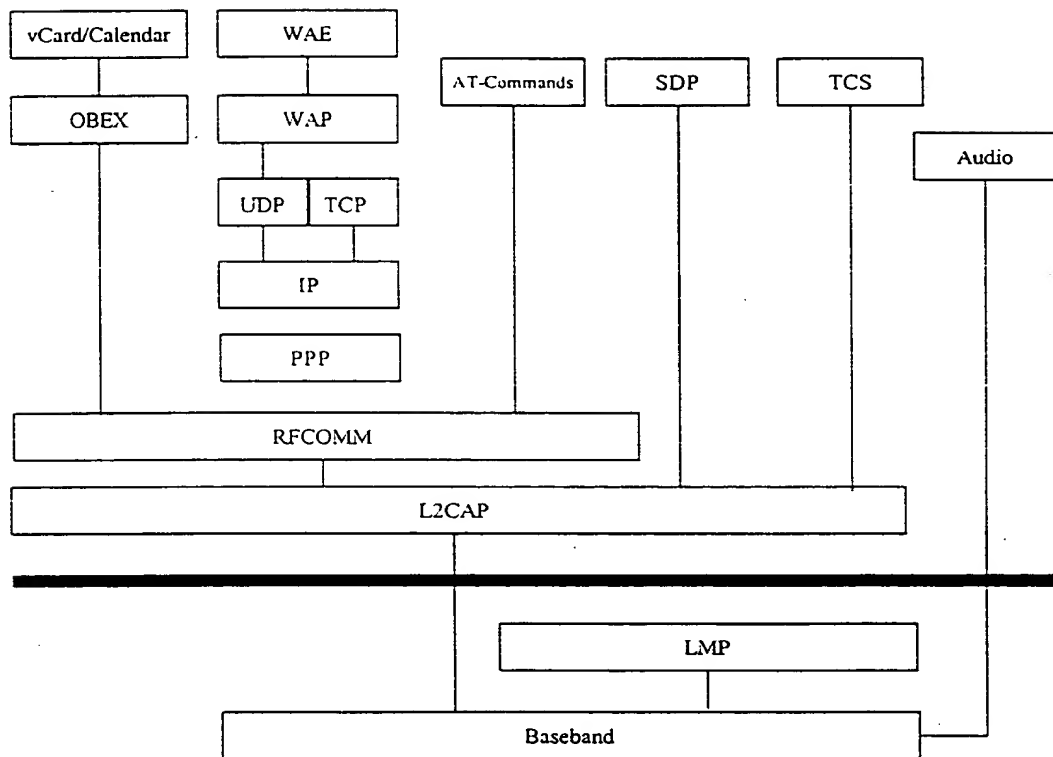 vCard/Calendar
WAE
AT-Commands
SDP
TCS
OBEX
WAP
Audio
UDP
TCP
IP
PPP
RFCOMM
L2CAP
LMP
Baseband